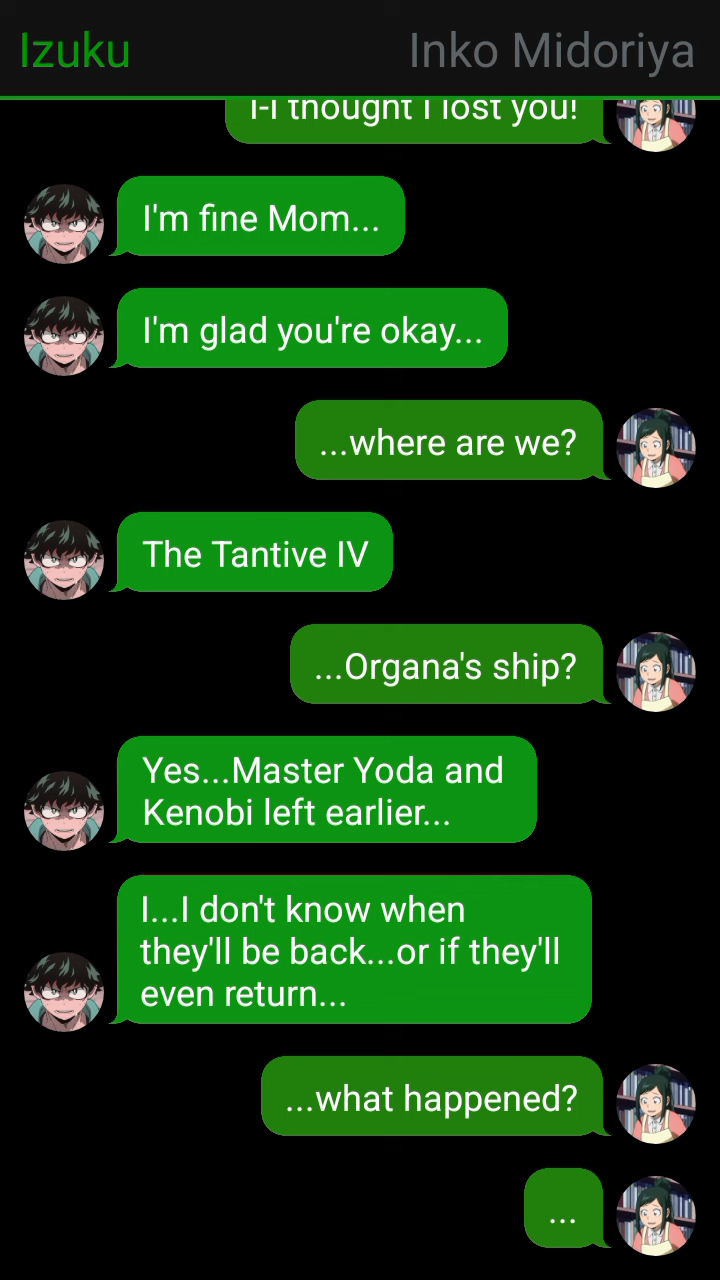 Izuku
Inko Midoriya
I-I thought I lost you!
I'm fine Mom...
I'm glad you're okay...
...where are we?
The Tantive IV
...Organa's ship?
Yes...Master Yoda and
Kenobi left earlier...
I...I don't know when
they'll be back...or if they'll
even return...
...what happened?
...